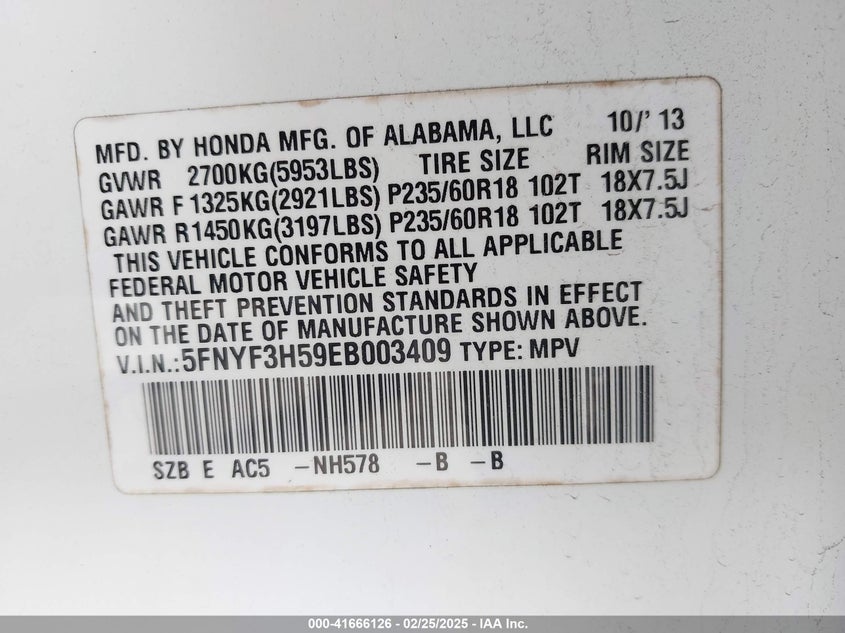 MFD. BY HONDA MFG. OF ALABAMA, LLC 10/' 13
GVWR 2700KG(5953LBS) TIRE SIZE RIM SIZE
GAWR F 1325KG(2921LBS) P235/60R18 102T 18X7.5J
GAWR R1450KG(3197LBS) P235/60R18 102T 18X7.5J
THIS VEHICLE CONFORMS TO ALL APPLICABLE
FEDERAL MOTOR VEHICLE SAFETY
AND THEFT PREVENTION STANDARDS IN EFFECT
ON THE DATE OF MANUFACTURE SHOWN ABOVE.
V.I.N.:5FNYF3H59EB003409 TYPE: MPV
SZB E AC5 -NH578 -B -B
000-41666126 - 02/25/2025 - IAA Inc.